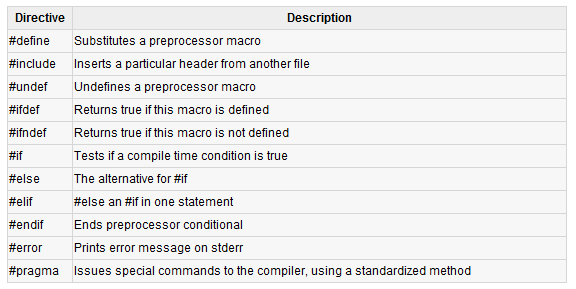 Directive Description
#define Substitutes a preprocessor macro
#include Inserts a particular header from another file
#undef Undefines a preprocessor macro
#ifdef Returns true if this macro is defined
#ifndef Returns true if this macro is not defined
#if Tests if a compile time condition is true
#else The alternative for #if
#elif #else an #if in one statement
#endif Ends preprocessor conditional
#error Prints error message on stderr
#pragma Issues special commands to the compiler, using a standardized method